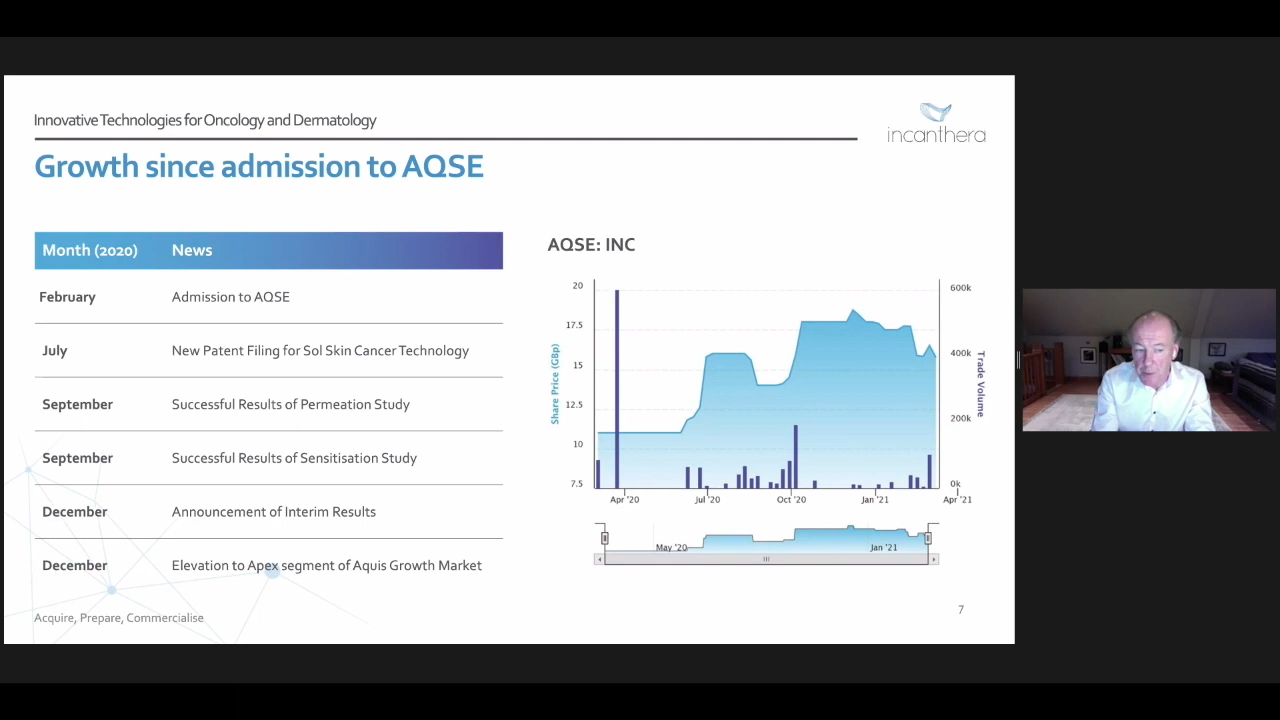 Innovative Technologies for Oncology and Dermatology
incanthera
Growth since admission to AQSE
Month (2020) News
February Admission to AQSE
July New Patent Filing for Sol Skin Cancer Technology
September Successful Results of Permeation Study
September Successful Results of Sensitisation Study
December Announcement of Interim Results
December Elevation to Apex segment of Aquis Growth Market
AQSE: INC
Share Price (GBp)
20
17.5
15
12.5
10
7.5
600k
400k
200k
0k
Trade Volume
Apr '20 Jul '20 Oct '20 Jan '21 Apr '21
May '20 Jan '21
Acquire, Prepare, Commercialise
7